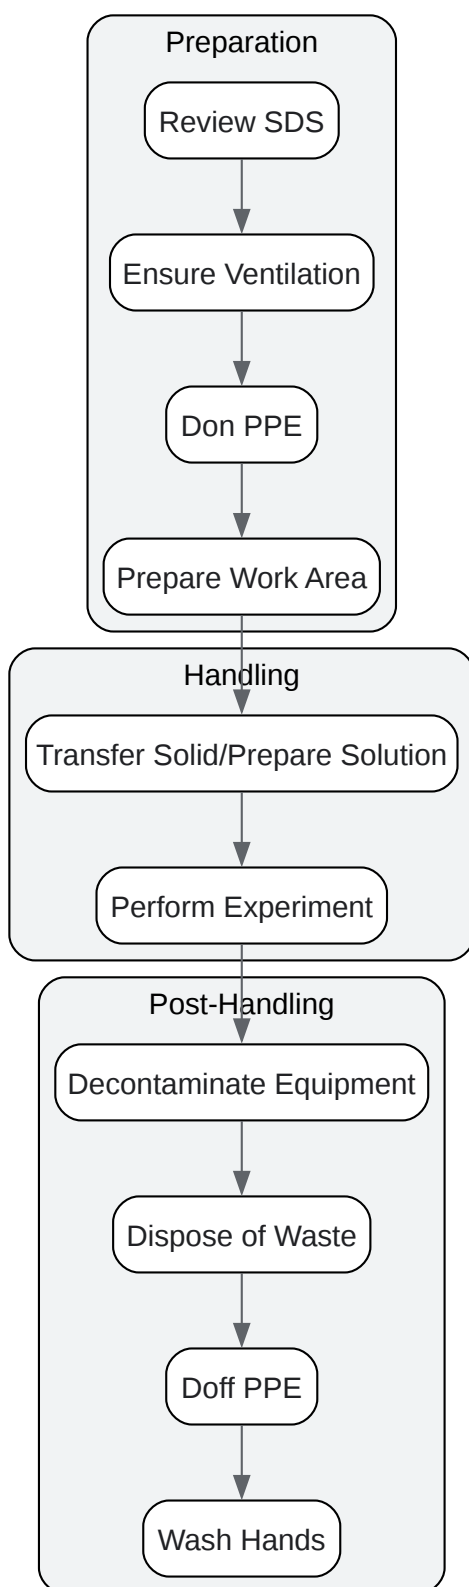 Preparation
Review SDS
Ensure Ventilation
Don PPE
Prepare Work Area
Handling
Transfer Solid/Prepare Solution
Perform Experiment
Post-Handling
Decontaminate Equipment
Dispose of Waste
Doff PPE
Wash Hands